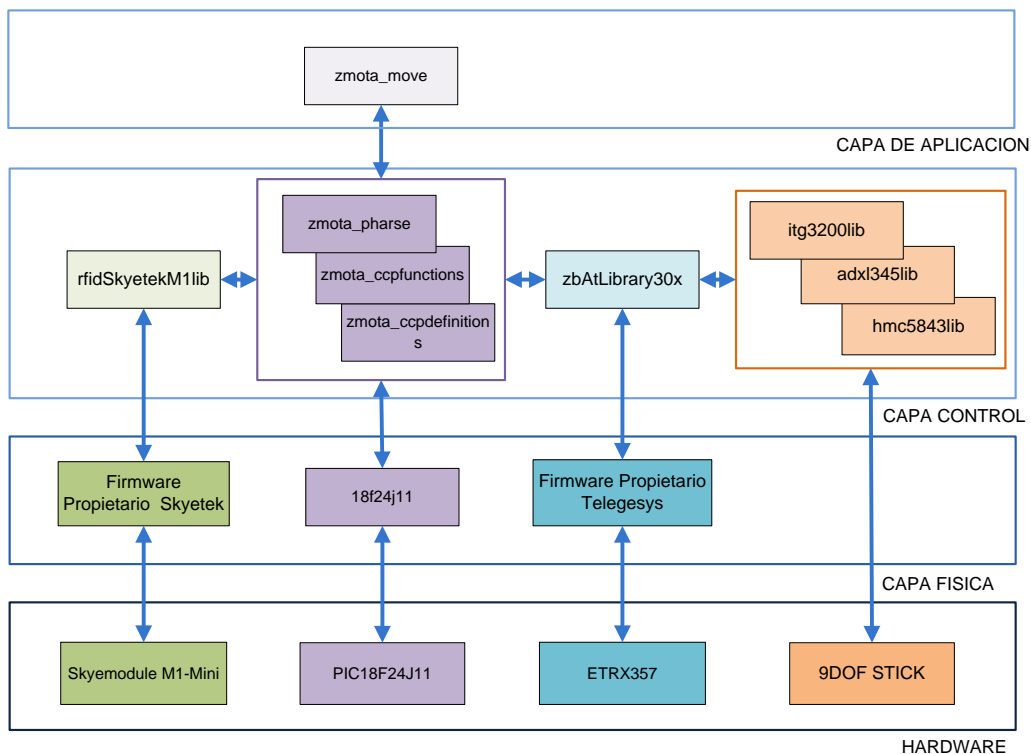 zmota_move
CAPA DE APLICACION
zmota_pharse
zmota_ccpfunctions
zmota_ccpdefinition
s
rfidSkyetekM1lib
zbAtLibrary30x
itg3200lib
adxl345lib
hmc5843lib
CAPA CONTROL
Firmware
Propietario Skyetek
18f24j11
Firmware Propietario
Telegesys
CAPA FISICA
Skyemodule M1-Mini
PIC18F24J11
ETRX357
9DOF STICK
HARDWARE